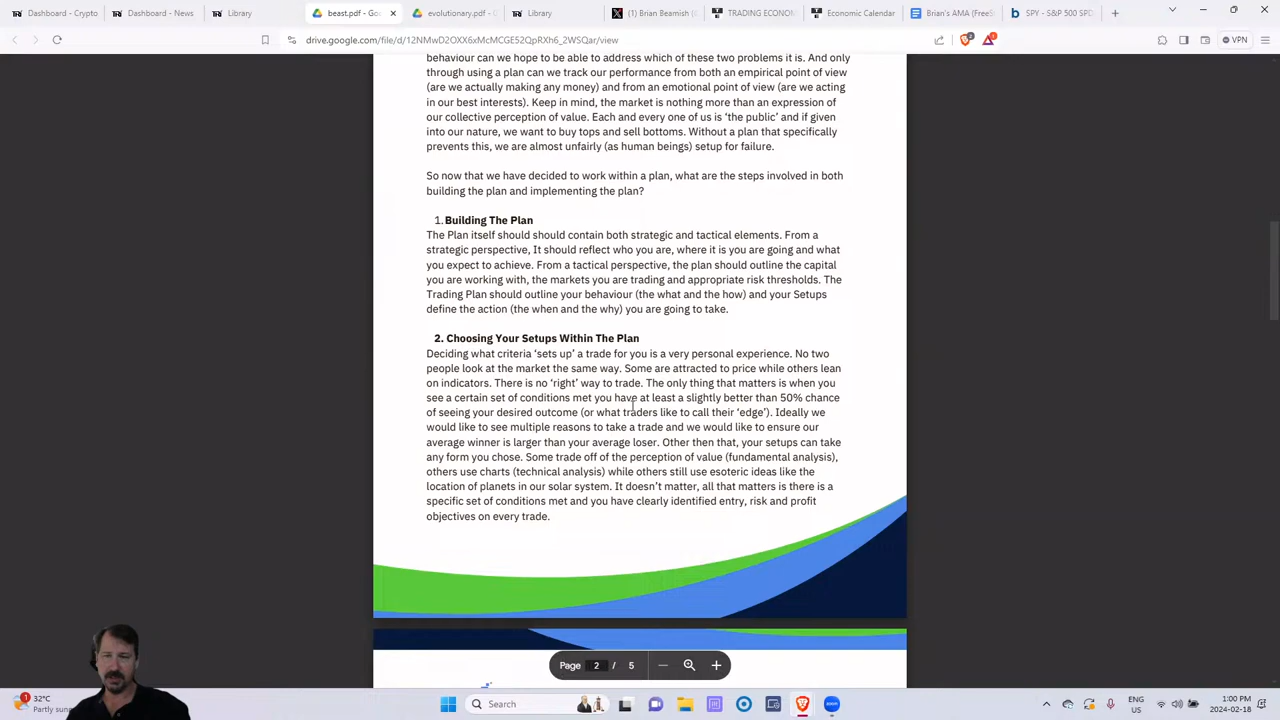 Dashboard - Crypto
Dashboard - News
Library
beast.pdf - Go
evolutionary.pdf - G
Library
(1) Brian Beamish (
TRADING ECONOM
Economic Calendar
Brian's AMA (FreeS
SPY - S&P 500 SPD
drive.google.com/file/d/12NMwD2OXX6xMcMCGE52QpRXh6_2WSQar/view
VPN
behaviour can we hope to be able to address which of these two problems it is. And only
through using a plan can we track our performance from both an empirical point of view
(are we actually making any money) and from an emotional point of view (are we acting
in our best interests). Keep in mind, the market is nothing more than an expression of
our collective perception of value. Each and every one of us is ‘the public’ and if given
into our nature, we want to buy tops and sell bottoms. Without a plan that specifically
prevents this, we are almost unfairly (as human beings) setup for failure.
So now that we have decided to work within a plan, what are the steps involved in both
building the plan and implementing the plan?
1. Building The Plan
The Plan itself should should contain both strategic and tactical elements. From a
strategic perspective, It should reflect who you are, where it is you are going and what
you expect to achieve. From a tactical perspective, the plan should outline the capital
you are working with, the markets you are trading and appropriate risk thresholds. The
Trading Plan should outline your behaviour (the what and the how) and your Setups
define the action (the when and the why) you are going to take.
2. Choosing Your Setups Within The Plan
Deciding what criteria ‘sets up’ a trade for you is a very personal experience. No two
people look at the market the same way. Some are attracted to price while others lean
on indicators. There is no ‘right’ way to trade. The only thing that matters is when you
see a certain set of conditions met you have at least a slightly better than 50% chance
of seeing your desired outcome (or what traders like to call their ‘edge’). Ideally we
would like to see multiple reasons to take a trade and we would like to ensure our
average winner is larger than your average loser. Other then that, your setups can take
any form you chose. Some trade off of the perception of value (fundamental analysis),
others use charts (technical analysis) while others still use esoteric ideas like the
location of planets in our solar system. It doesn’t matter, all that matters is there is a
specific set of conditions met and you have clearly identified entry, risk and profit
objectives on every trade.
Page 2 / 5
32°C
Partly sunny
Search
ENG
US
1:00 PM
2024-02-18